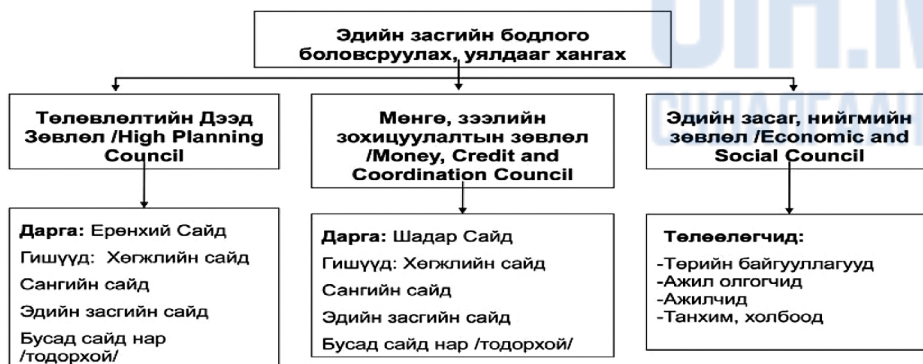 Эдийн засгийн бодлого
боловсруулах, уялдааг хангах
Төлөвлөлтийн Дээд
Зөвлөл /High Planning
Council
Мөнгө, зээлийн
зохицуулалтын зөвлөл
/Money, Credit and
Coordination Council
Эдийн засаг, нийгмийн
зөвлөл /Economic and
Social Council
Дарга: Ерөнхий Сайд
Гишүүд: Хөгжлийн сайд
Сангийн сайд
Эдийн засгийн сайд
Бусад сайд нар
/тодорхой/
Дарга: Шадар Сайд
Гишүүд: Хөгжлийн сайд
Сангийн сайд
Эдийн засгийн сайд
Бусад сайд нар /тодорхой/
Төлөөлөгчид:
-Төрийн байгууллагууд
-Ажил олгогчид
-Ажилчид
-Танхим, холбоод